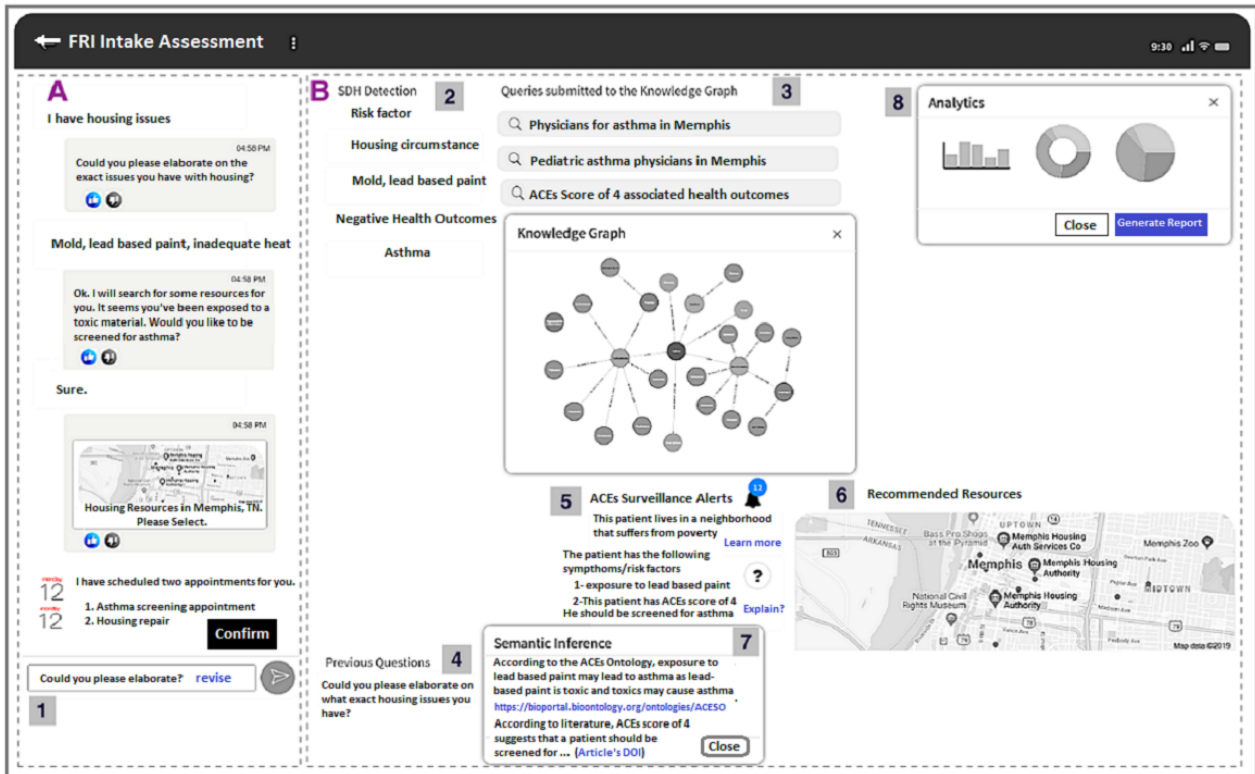 FRI Intake Assessment
9:30
A
I have housing issues
04:58 PM
Could you please elaborate on the
exact issues you have with housing?
Mold, lead based paint, inadequate heat
04:58 PM
Ok. I will search for some resources for
you. It seems you've been exposed to a
toxic material. Would you like to be
screened for asthma?
Sure.
04:58 PM
Housing Resources in Memphis, TN.
Please Select.
monday
12
I have scheduled two appointments for you.
monday
12
1. Asthma screening appointment
2. Housing repair
Confirm
Could you please elaborate? revise
1
B
SDH Detection
2
Risk factor
Housing circumstance
Mold, lead based paint
Negative Health Outcomes
Asthma
Queries submitted to the Knowledge Graph
3
Physicians for asthma in Memphis
Pediatric asthma physicians in Memphis
ACEs Score of 4 associated health outcomes
Knowledge Graph
8
Analytics
Close
Generate Report
5
ACEs Surveillance Alerts
12
This patient lives in a neighborhood
that suffers from poverty
Learn more
The patient has the following
sympthoms/risk factors
1- exposure to lead based paint
2-This patient has ACEs score of 4
He should be screened for asthma
?
Explain?
6
Recommended Resources
TENNESSEE
ARKANSAS
UPTOWN
Bass Pro Shops
at the Pyramid
Memphis Housing
Auth Services Co
Memphis Zoo
Memphis
Memphis Housing
Authority
MIDTOWN
National Civil
Rights Museum
Memphis Housing
Authority
Map data ©2019
Previous Questions
4
Could you please elaborate on
what exact housing issues you
have?
Semantic Inference
7
According to the ACEs Ontology, exposure to
lead based paint may lead to asthma as lead-
based paint is toxic and toxics may cause asthma
https://bioportal.bioontology.org/ontologies/ACESO
According to literature, ACEs score of 4
suggests that a patient should be
screened for ... (Article's DOI)
Close